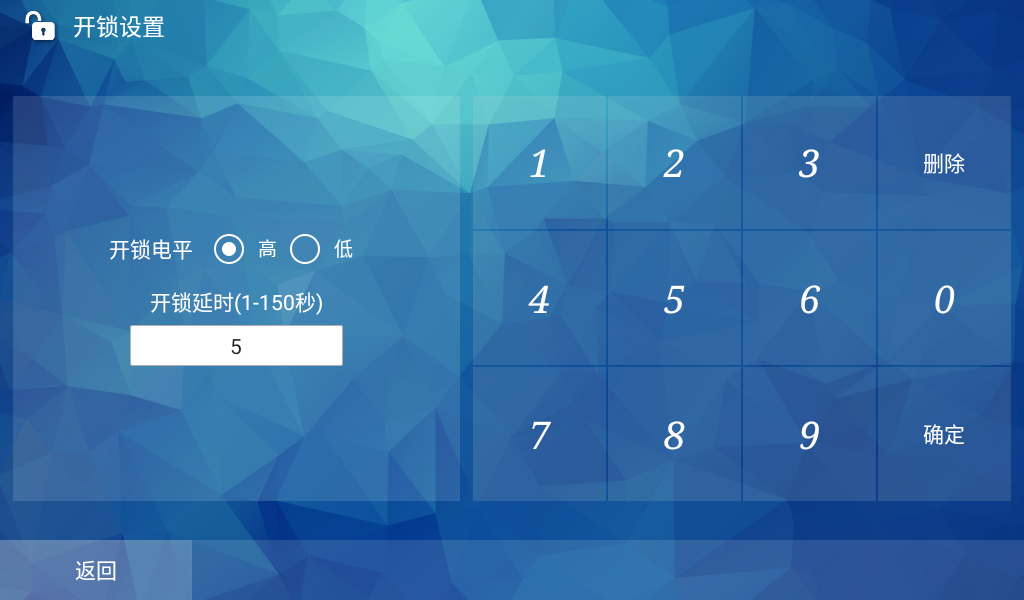 开锁设置
开锁电平 高 低
开锁延时(1-150秒)
5
1 2 3 删除
4 5 6 0
7 8 9 确定
返回